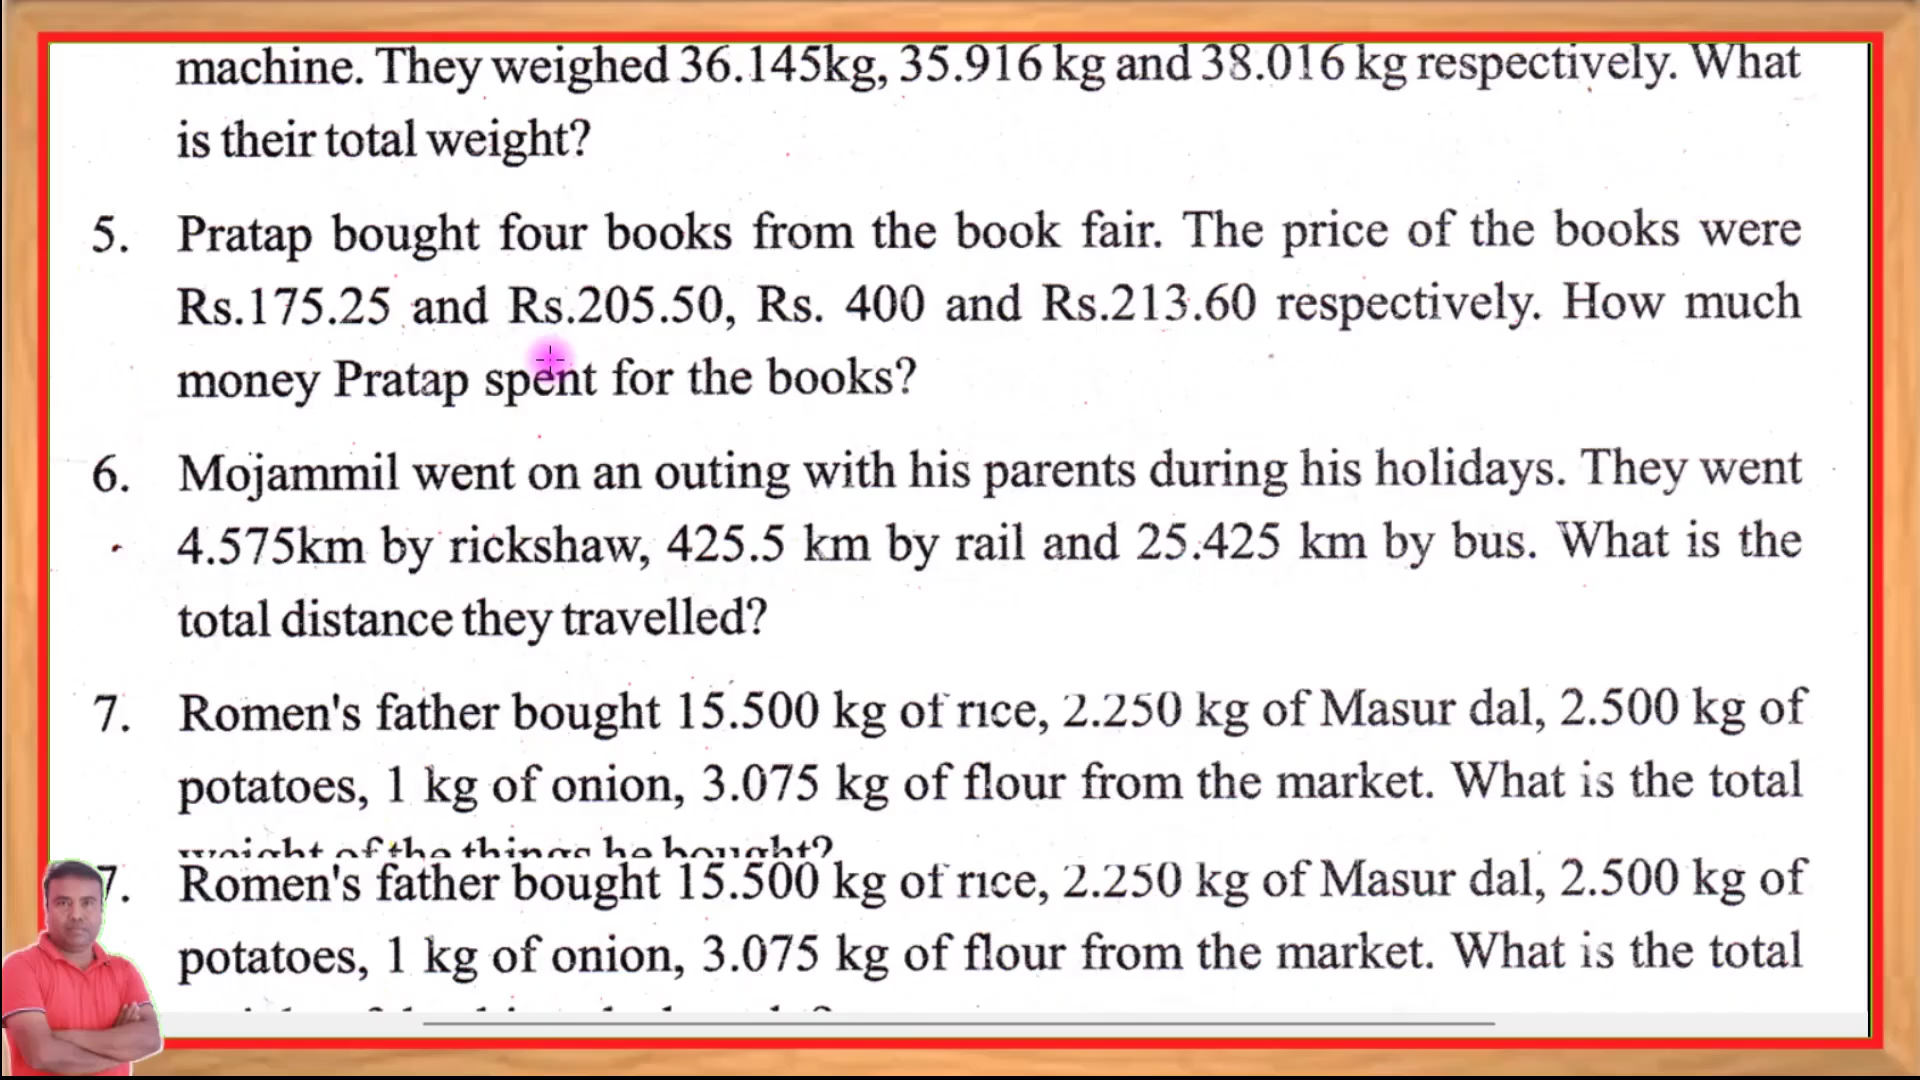 machine. They weighed 36.145kg, 35.916 kg and 38.016 kg respectively. What
is their total weight?
5. Pratap bought four books from the book fair. The price of the books were
Rs.175.25 and Rs.205.50, Rs. 400 and Rs.213.60 respectively. How much
money Pratap spent for the books?
6. Mojammil went on an outing with his parents during his holidays. They went
4.575km by rickshaw, 425.5 km by rail and 25.425 km by bus. What is the
total distance they travelled?
7. Romen's father bought 15.500 kg of rice, 2.250 kg of Masur dal, 2.500 kg of
potatoes, 1 kg of onion, 3.075 kg of flour from the market. What is the total
weight of the things he bought?
7. Romen's father bought 15.500 kg of rice, 2.250 kg of Masur dal, 2.500 kg of
potatoes, 1 kg of onion, 3.075 kg of flour from the market. What is the total